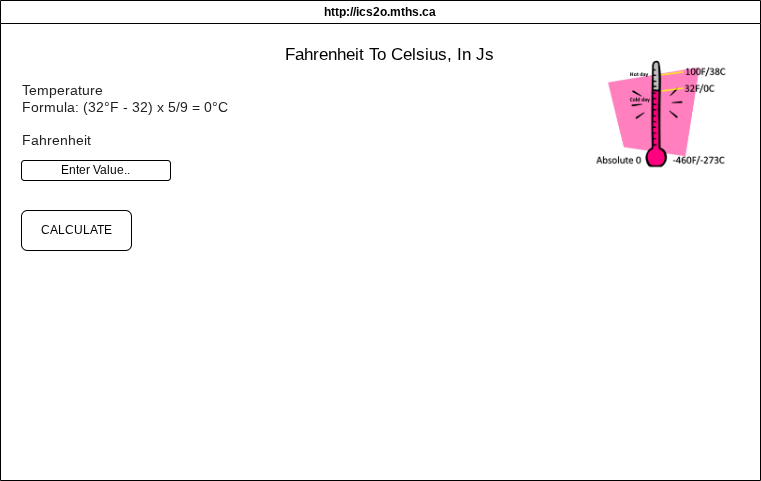 http://ics2o.mths.ca
Fahrenheit To Celsius, In Js
Hot day
100F/38C
32F/0C
Cold day
Absolute 0
-460F/-273C
Temperature
Formula: (32°F - 32) x 5/9 = 0°C
Fahrenheit
Enter Value..
CALCULATE